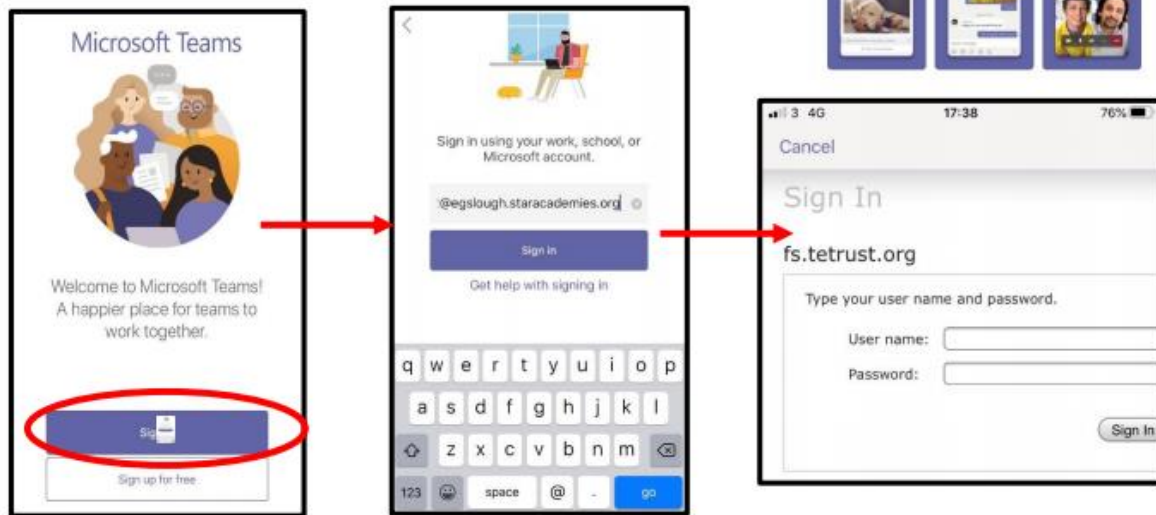 Microsoft Teams
Welcome to Microsoft Teams!
A happier place for teams to
work together.
Sig
Sign up for free
Sign in using your work, school, or
Microsoft account.
@egslough.staracademies.org
Sign in
Get help with signing in
q w e r t y u i o p
a s d f g h j k l
z x c v b n m
123 space @ . go
3 4G 17:38 76%
Cancel
Sign In
fs.tetrust.org
Type your user name and password.
User name:
Password:
Sign In